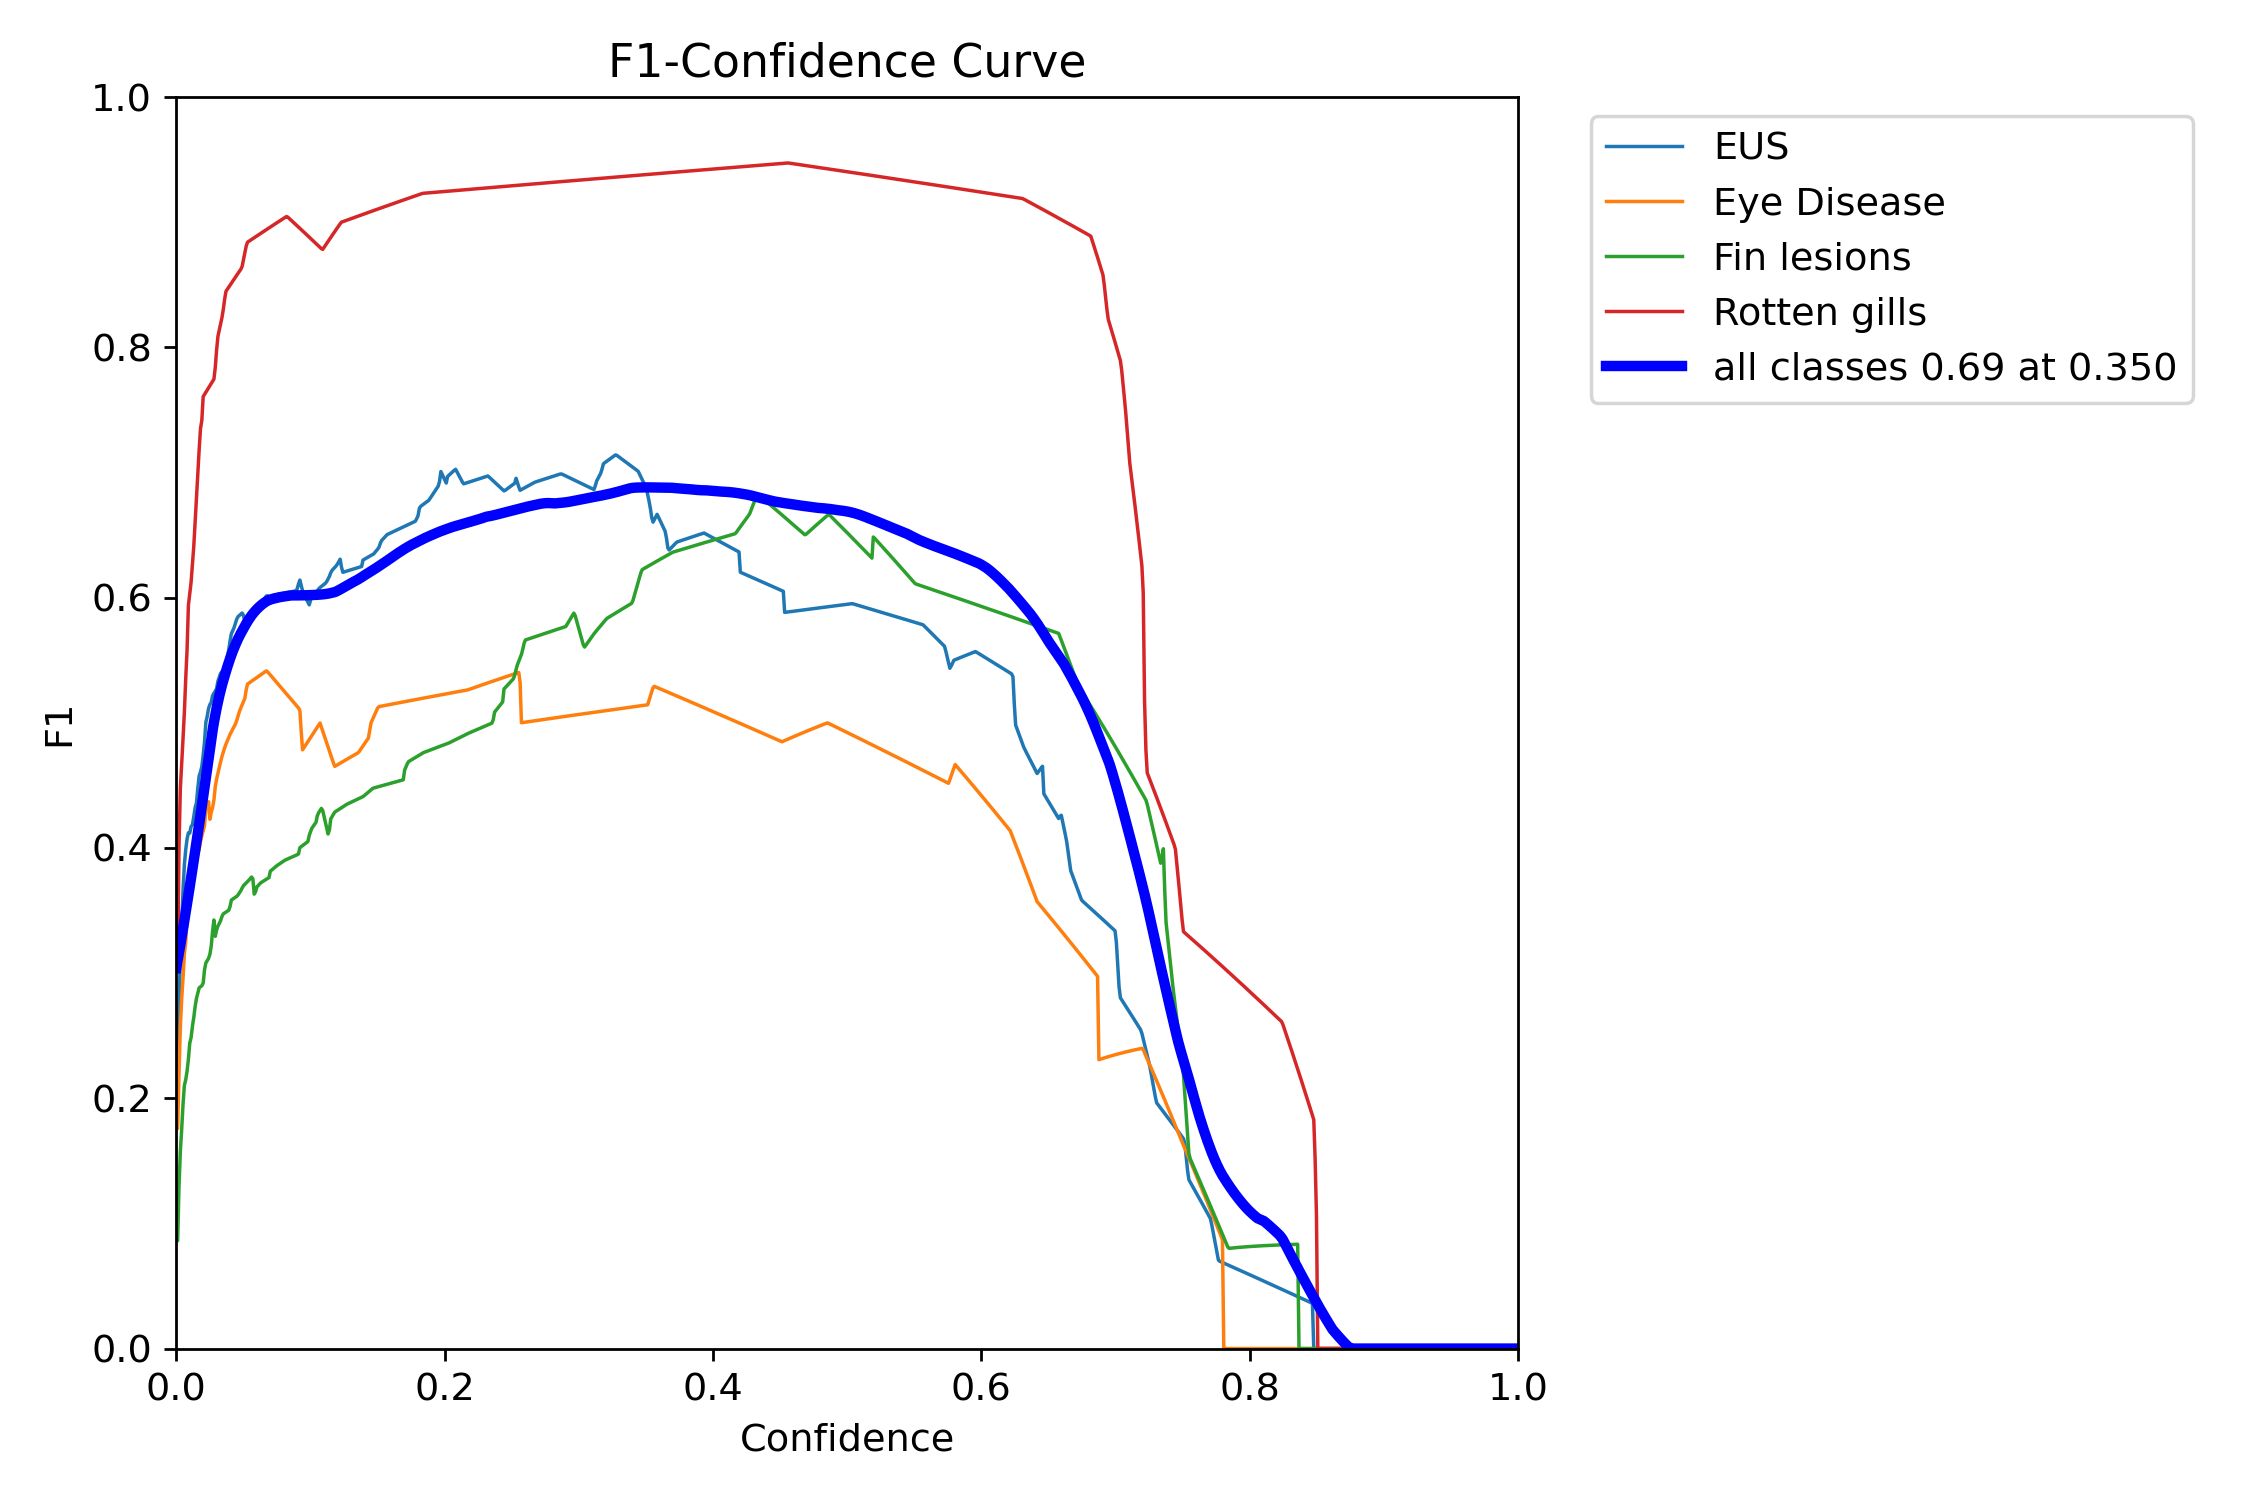 F1-Confidence Curve
1.0
0.8
0.6
0.4
0.2
0.0
F1
0.0 0.2 0.4 0.6 0.8 1.0
Confidence
EUS
Eye Disease
Fin lesions
Rotten gills
all classes 0.69 at 0.350